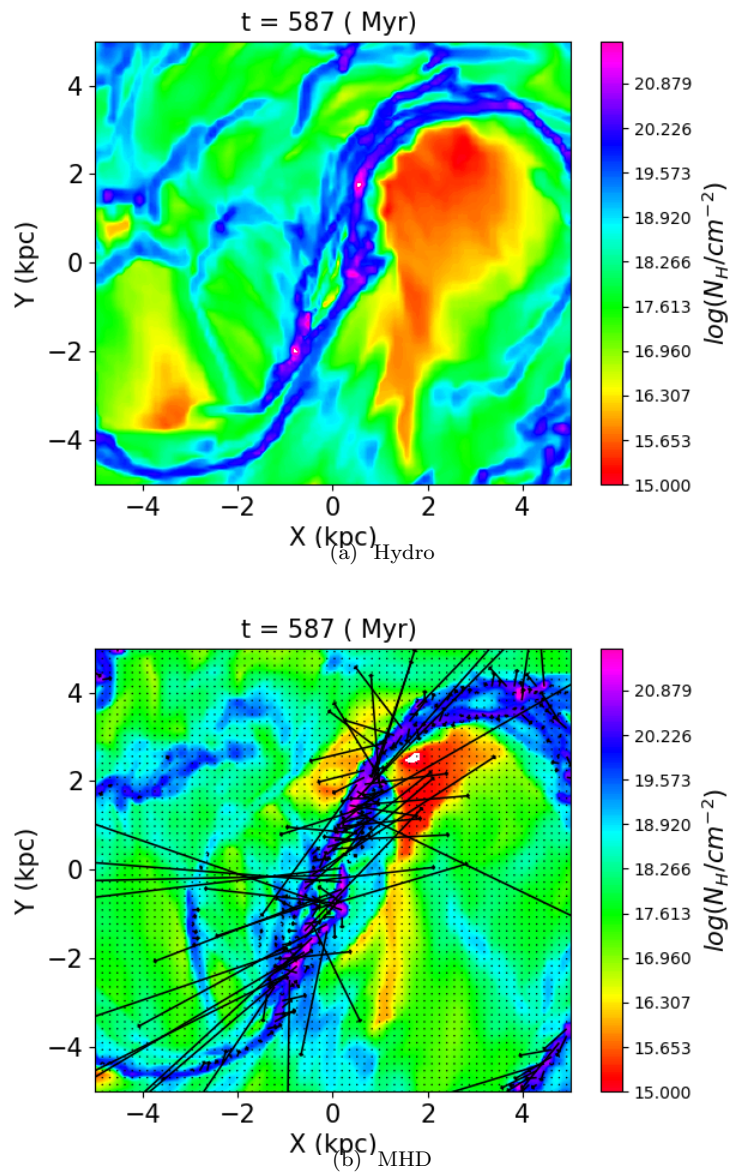 t = 587 ( Myr)
4
2
0
−2
−4
Y (kpc)
−4 −2 0 2 4
X (kpc)
20.879
20.226
19.573
18.920
18.266
17.613
16.960
16.307
15.653
15.000
log(N_H/cm^{−2})
(a) Hydro
t = 587 ( Myr)
4
2
0
−2
−4
Y (kpc)
−4 −2 0 2 4
X (kpc)
20.879
20.226
19.573
18.920
18.266
17.613
16.960
16.307
15.653
15.000
log(N_H/cm^{−2})
(b) MHD